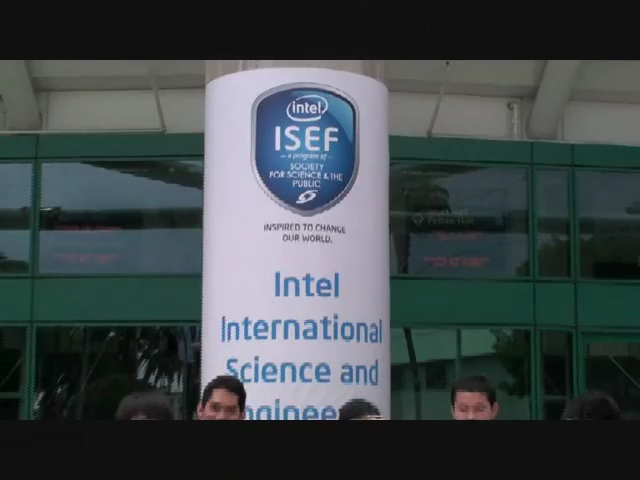 intel
ISEF
a program of
SOCIETY
FOR SCIENCE & THE
PUBLIC
INSPIRED TO CHANGE
OUR WORLD.
Intel
International
Science and